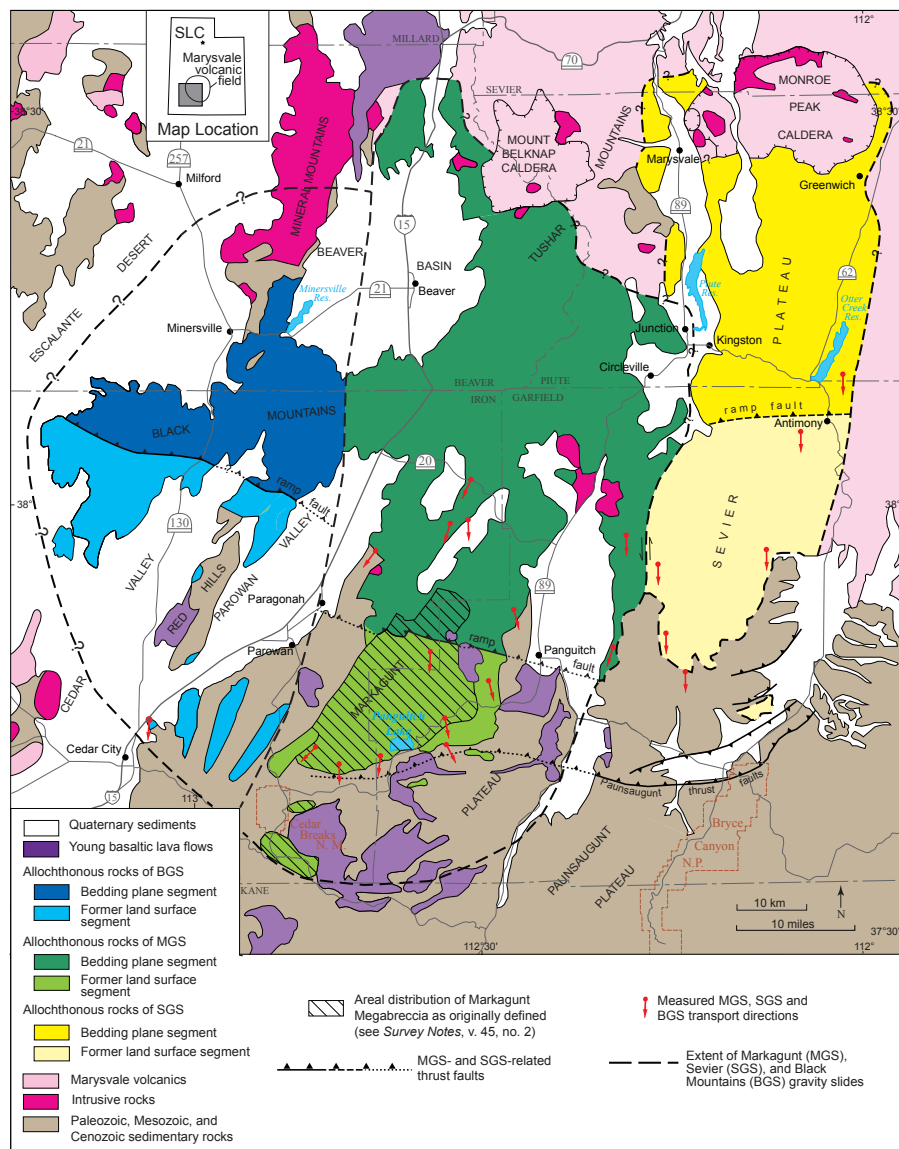 SLC
Marysvale
volcanic
field
Map Location
MILLARD
70
112°
SEVIER
38°30'
38°30'
MONROE
PEAK
CALDERA
MOUNT
BELKNAP
CALDERA
MOUNTAINS
TUSHAR
Marysvale
Greenwich
21
257
Milford
MINERAL MOUNTAINS
15
89
62
DESERT
ESCALANTE
BEAVER
BASIN
Beaver
21
Minersville
Res.
Minersville
Piute
Res.
Otter
Creek
Res.
PLATEAU
Junction
Kingston
Circleville
BEAVER
PIUTE
IRON
GARFIELD
BLACK
MOUNTAINS
ramp fault
Antimony
ramp fault
20
38°
38°
SEVIER
130
VALLEY
VALLEY
HILLS
PAROWAN
RED
Paragonah
Parowan
89
ramp
fault
Panguitch
MARKAGUNT
Panguitch
Lake
CEDAR
Cedar City
15
113
PLATEAU
Paunsaugunt
thrust
faults
Cedar
Breaks
N. M.
Bryce
Canyon
N.P.
PAUNSAUGUNT
PLATEAU
KANE
10 km
10 miles
N
37°30'
112°30'
112°
Quaternary sediments
Young basaltic lava flows
Allochthonous rocks of BGS
Bedding plane segment
Former land surface
segment
Allochthonous rocks of MGS
Bedding plane segment
Former land surface
segment
Allochthonous rocks of SGS
Bedding plane segment
Former land surface segment
Marysvale volcanics
Intrusive rocks
Paleozoic, Mesozoic, and
Cenozoic sedimentary rocks
Areal distribution of Markagunt
Megabreccia as originally defined
(see Survey Notes, v. 45, no. 2)
MGS- and SGS-related
thrust faults
Measured MGS, SGS and
BGS transport directions
Extent of Markagunt (MGS),
Sevier (SGS), and Black
Mountains (BGS) gravity slides